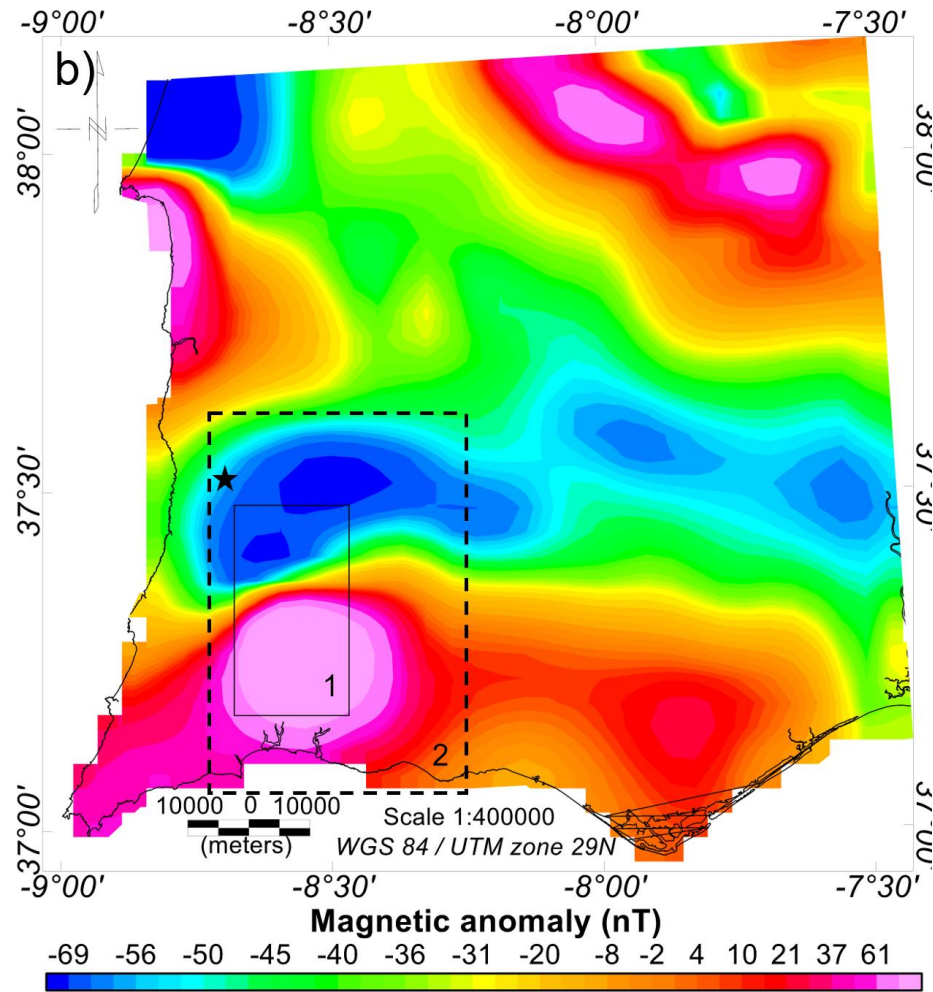 -9°00' -8°30' -8°00' -7°30'
b)
N
38°00' 38°00'
37°30' 37°30'
1
2
10000 0 10000
(meters)
Scale 1:400000
WGS 84 / UTM zone 29N
37°00' 37°00'
-9°00' -8°30' -8°00' -7°30'
Magnetic anomaly (nT)
-69 -56 -50 -45 -40 -36 -31 -20 -8 -2 4 10 21 37 61